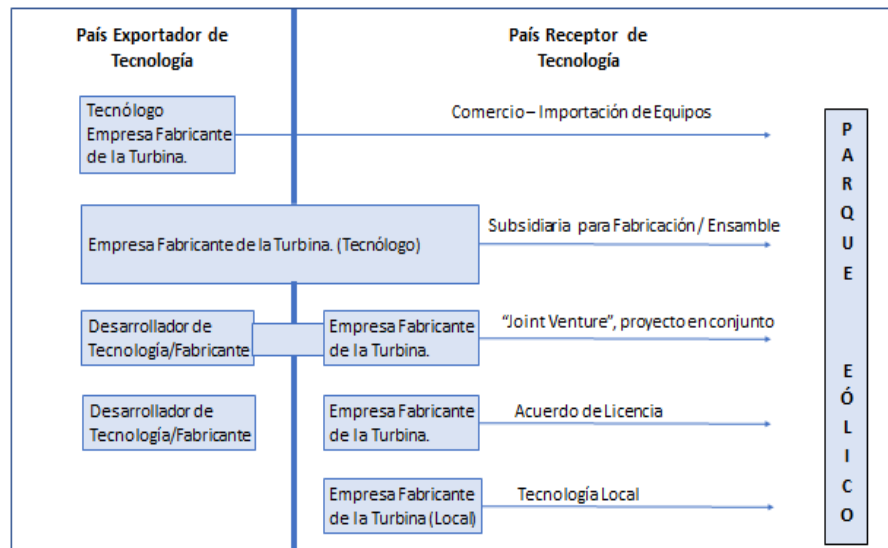 País Exportador de
Tecnología
País Receptor de
Tecnología
Tecnólogo
Empresa Fabricante
de la Turbina.
Comercio – Importación de Equipos
Empresa Fabricante de la Turbina. (Tecnólogo)
Subsidiaria para Fabricación / Ensamble
Desarrollador de
Tecnología/Fabricante
Empresa Fabricante
de la Turbina.
“Joint Venture”, proyecto en conjunto
Desarrollador de
Tecnología/Fabricante
Empresa Fabricante
de la Turbina.
Acuerdo de Licencia
Empresa Fabricante
de la Turbina (Local)
Tecnología Local
PARQUE
EÓLICO